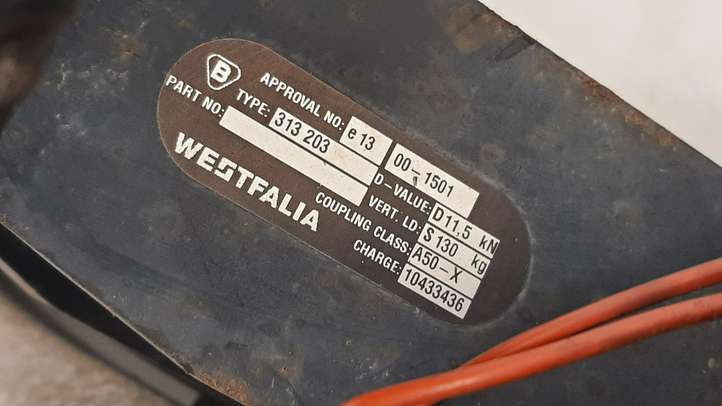 B
APPROVAL NO: e 13 00-1501
TYPE: 313 203 D-VALUE: D11,5 kN
PART NO: VERT. LD: S 130 kg
COUPLING CLASS: A50-X
WESTFALIA CHARGE: 10433436